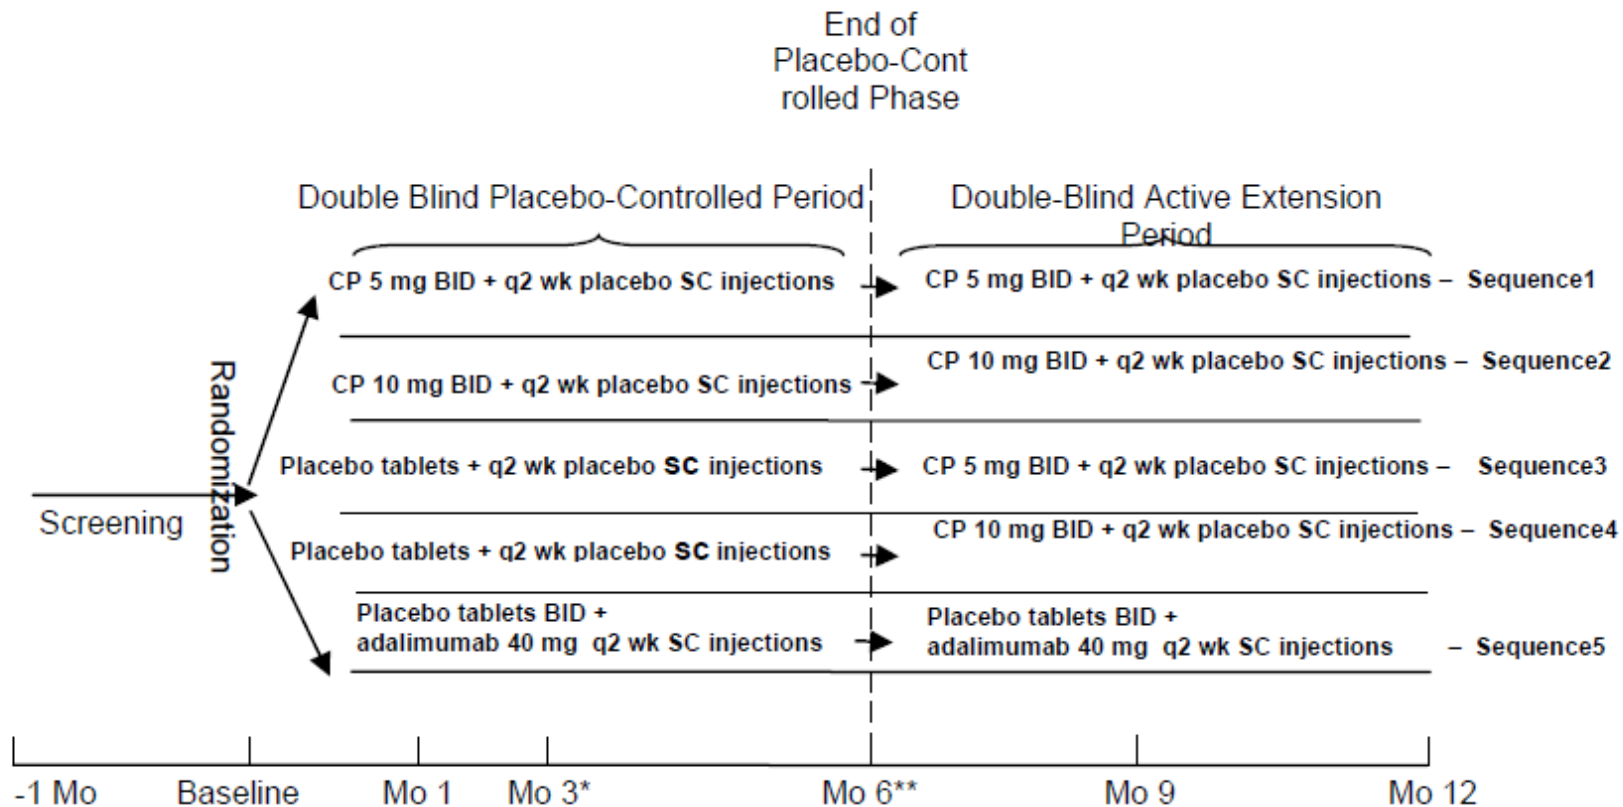 End of
Placebo-Cont
rolled Phase
Double Blind Placebo-Controlled Period
Double-Blind Active Extension
Period
CP 5 mg BID + q2 wk placebo SC injections
CP 5 mg BID + q2 wk placebo SC injections – Sequence1
CP 10 mg BID + q2 wk placebo SC injections
CP 10 mg BID + q2 wk placebo SC injections – Sequence2
Randomization
Placebo tablets + q2 wk placebo SC injections
CP 5 mg BID + q2 wk placebo SC injections – Sequence3
Screening
Placebo tablets + q2 wk placebo SC injections
CP 10 mg BID + q2 wk placebo SC injections – Sequence4
Placebo tablets BID +
adalimumab 40 mg q2 wk SC injections
Placebo tablets BID +
adalimumab 40 mg q2 wk SC injections – Sequence5
-1 Mo Baseline Mo 1 Mo 3* Mo 6** Mo 9 Mo 12